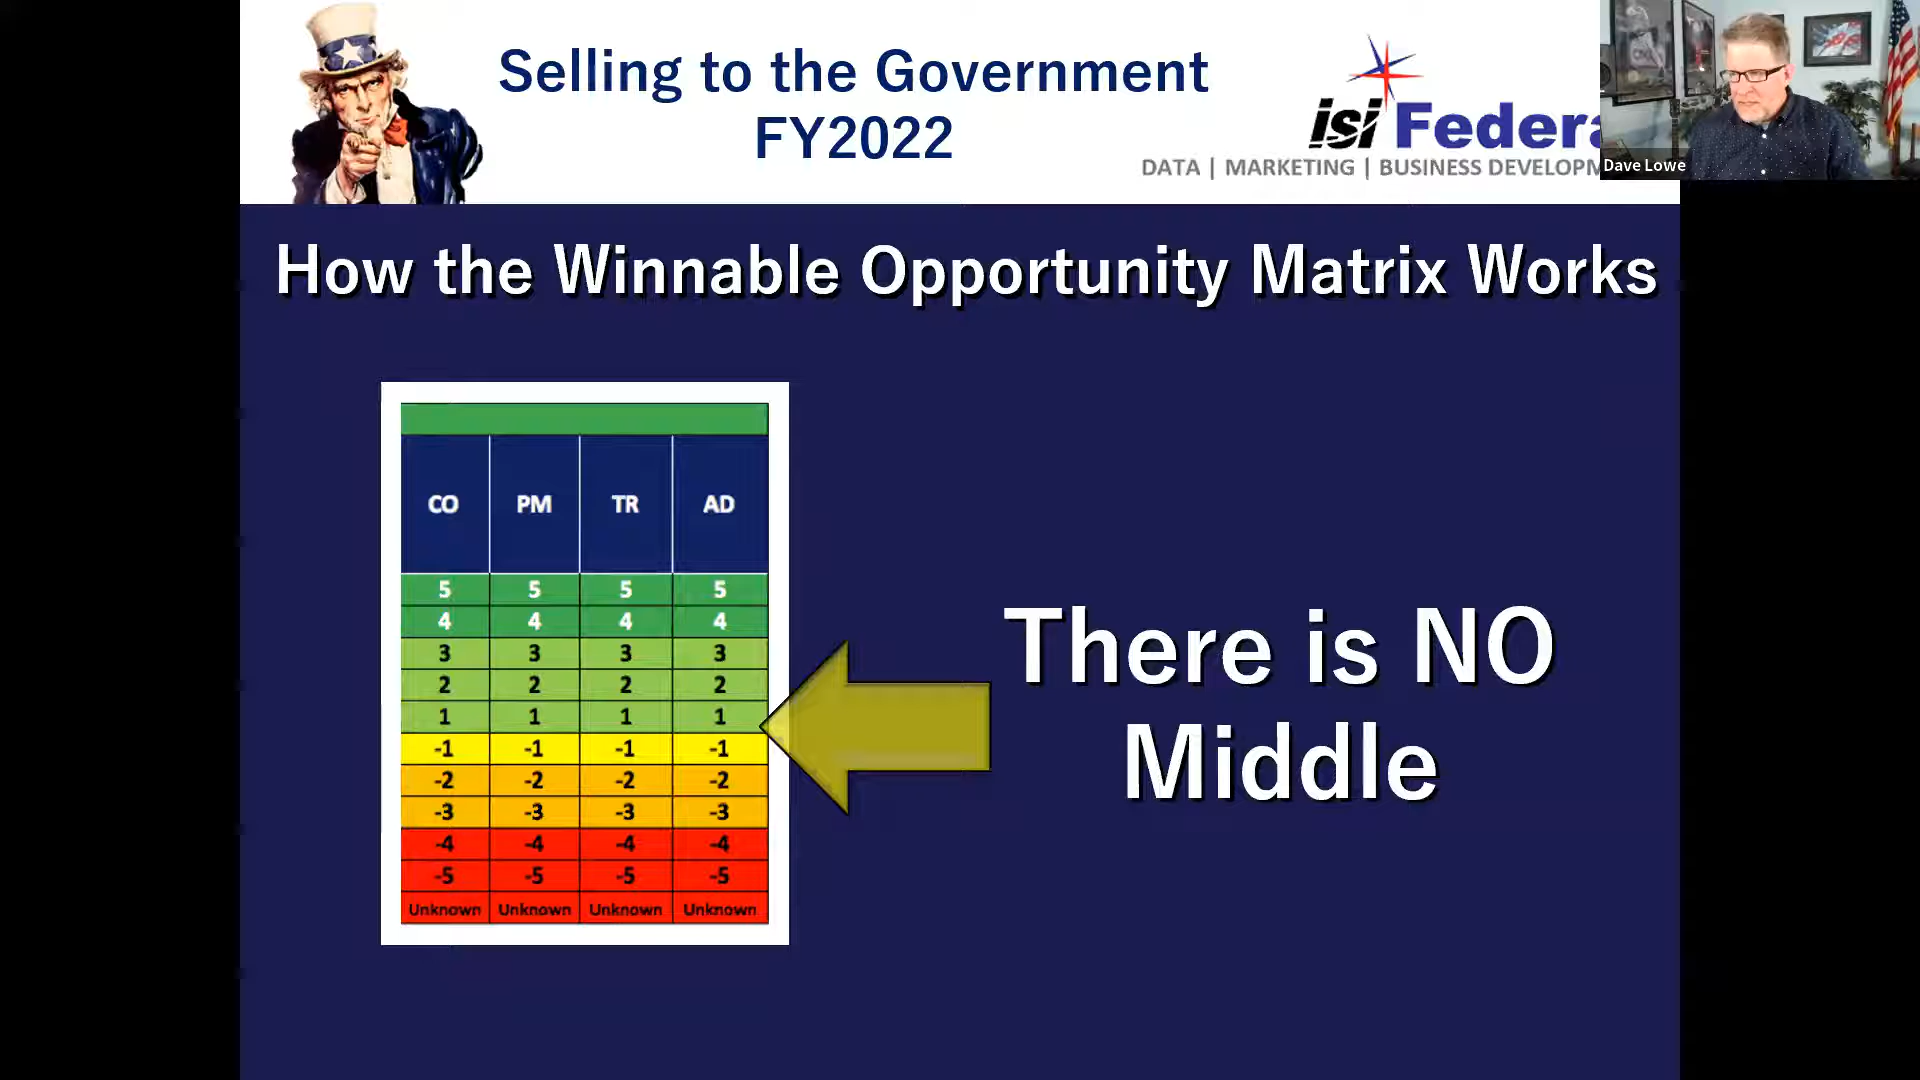 Selling to the Government
FY2022
isi Federa
DATA | MARKETING | BUSINESS DEVELOPM
Dave Lowe
How the Winnable Opportunity Matrix Works
CO PM TR AD
5 5 5 5
4 4 4 4
3 3 3 3
2 2 2 2
1 1 1 1
-1 -1 -1 -1
-2 -2 -2 -2
-3 -3 -3 -3
-4 -4 -4 -4
-5 -5 -5 -5
Unknown Unknown Unknown Unknown
There is NO
Middle